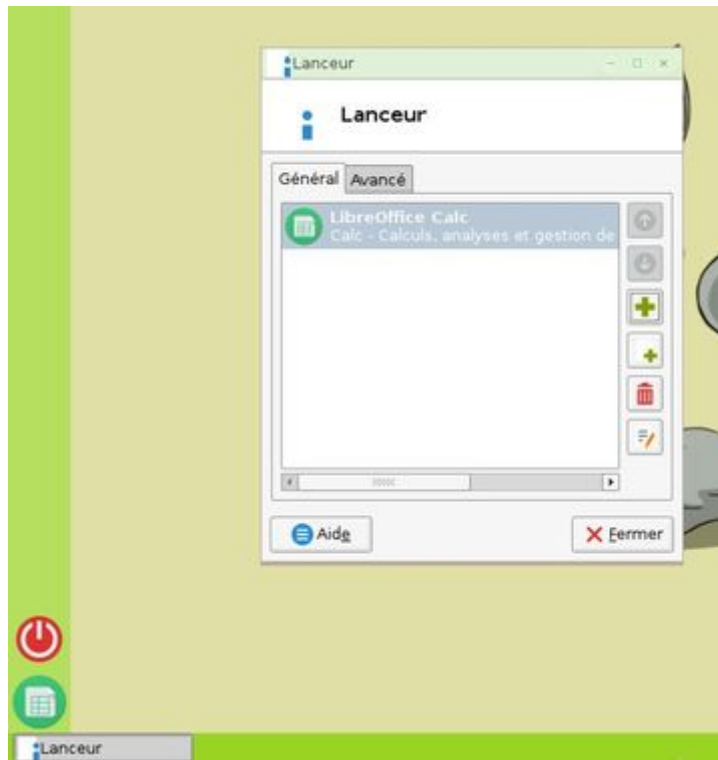 Lanceur
Lanceur
Général Avancé
LibreOffice Calc
Calc - Calculs, analyses et gestion de
Aide
Fermer
Lanceur